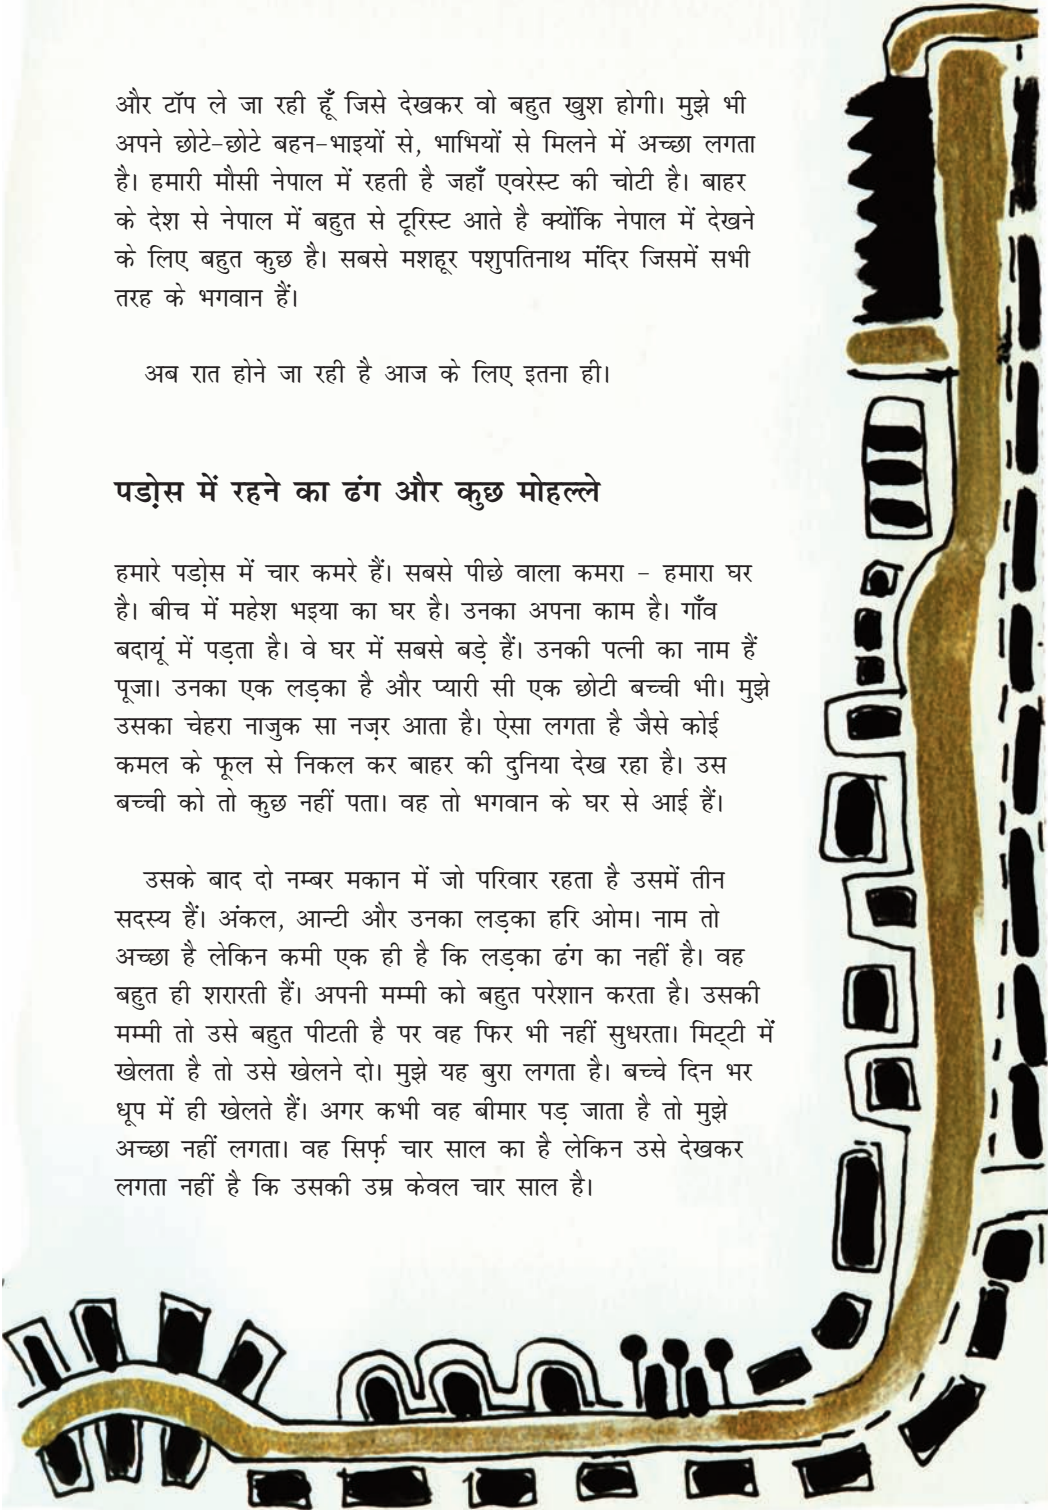 और टॉप ले जा रही हूँ जिसे देखकर वो बहुत खुश होगी। मुझे भी
अपने छोटे-छोटे बहन-भाइयों से, भाभियों से मिलने में अच्छा लगता
है। हमारी मौसी नेपाल में रहती है जहाँ एवरेस्ट की चोटी है। बाहर
के देश से नेपाल में बहुत से टूरिस्ट आते है क्योंकि नेपाल में देखने
के लिए बहुत कुछ है। सबसे मशहूर पशुपतिनाथ मंदिर जिसमें सभी
तरह के भगवान हैं।
अब रात होने जा रही है आज के लिए इतना ही।
पडो़स में रहने का ढंग और कुछ मोहल्ले
हमारे पडो़स में चार कमरे हैं। सबसे पीछे वाला कमरा – हमारा घर
है। बीच में महेश भइया का घर है। उनका अपना काम है। गाँव
बदायूं में पड़ता है। वे घर में सबसे बड़े हैं। उनकी पत्नी का नाम हैं
पूजा। उनका एक लड़का है और प्यारी सी एक छोटी बच्ची भी। मुझे
उसका चेहरा नाजुक सा नज़र आता है। ऐसा लगता है जैसे कोई
कमल के फूल से निकल कर बाहर की दुनिया देख रहा है। उस
बच्ची को तो कुछ नहीं पता। वह तो भगवान के घर से आई हैं।
उसके बाद दो नम्बर मकान में जो परिवार रहता है उसमें तीन
सदस्य हैं। अंकल, आन्टी और उनका लड़का हरि ओम। नाम तो
अच्छा है लेकिन कमी एक ही है कि लड़का ढंग का नहीं है। वह
बहुत ही शरारती हैं। अपनी मम्मी को बहुत परेशान करता है। उसकी
मम्मी तो उसे बहुत पीटती है पर वह फिर भी नहीं सुधरता। मिट्टी में
खेलता है तो उसे खेलने दो। मुझे यह बुरा लगता है। बच्चे दिन भर
धूप में ही खेलते हैं। अगर कभी वह बीमार पड़ जाता है तो मुझे
अच्छा नहीं लगता। वह सिर्फ़ चार साल का है लेकिन उसे देखकर
लगता नहीं है कि उसकी उम्र केवल चार साल है।